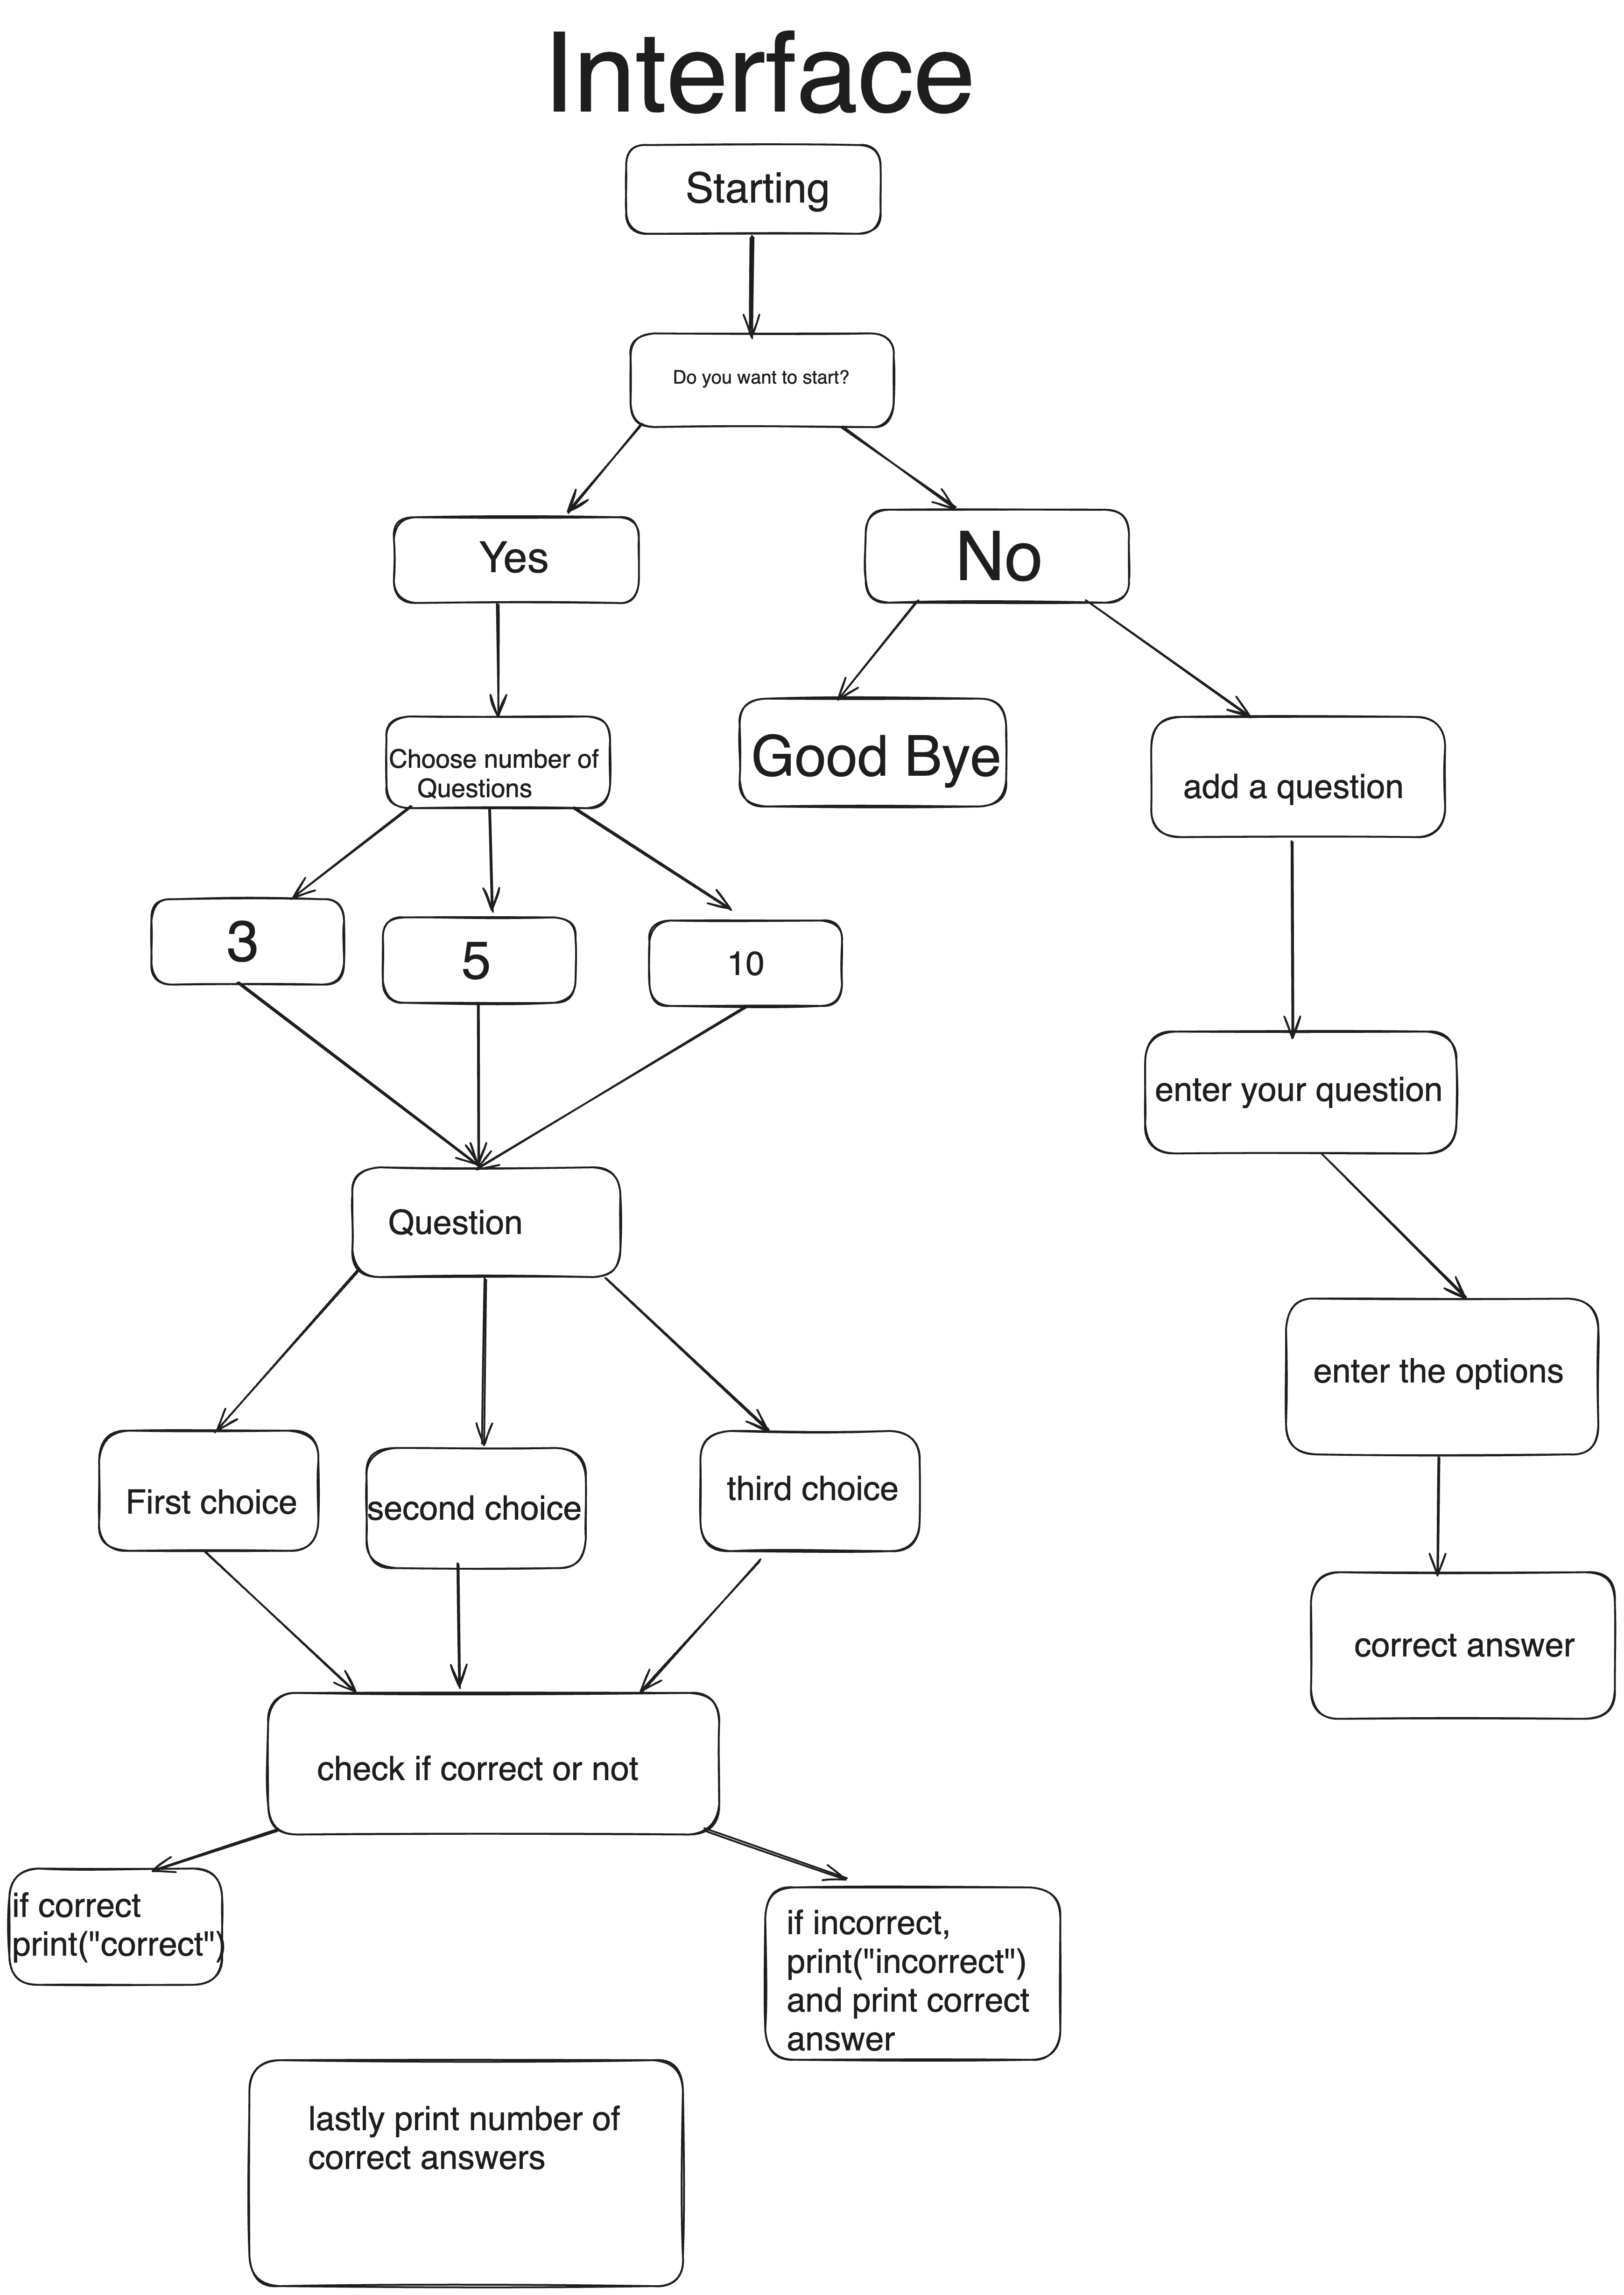 Interface
Starting
Do you want to start?
Yes
No
Choose number of
Questions
Good Bye
add a question
3
5
10
enter your question
Question
enter the options
First choice
second choice
third choice
correct answer
check if correct or not
if correct
print("correct")
if incorrect,
print("incorrect")
and print correct
answer
lastly print number of
correct answers